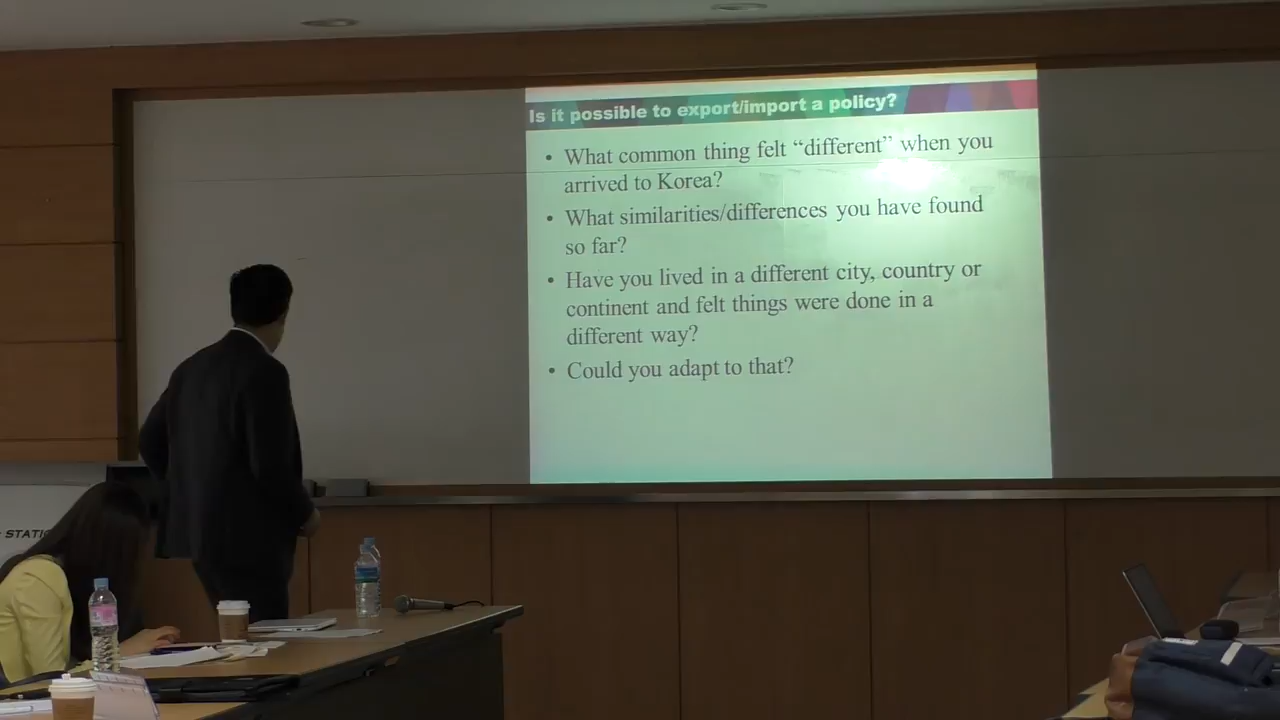 Is it possible to export/import a policy?
• What common thing felt “different” when you
arrived to Korea?
• What similarities/differences you have found
so far?
• Have you lived in a different city, country or
continent and felt things were done in a
different way?
• Could you adapt to that?